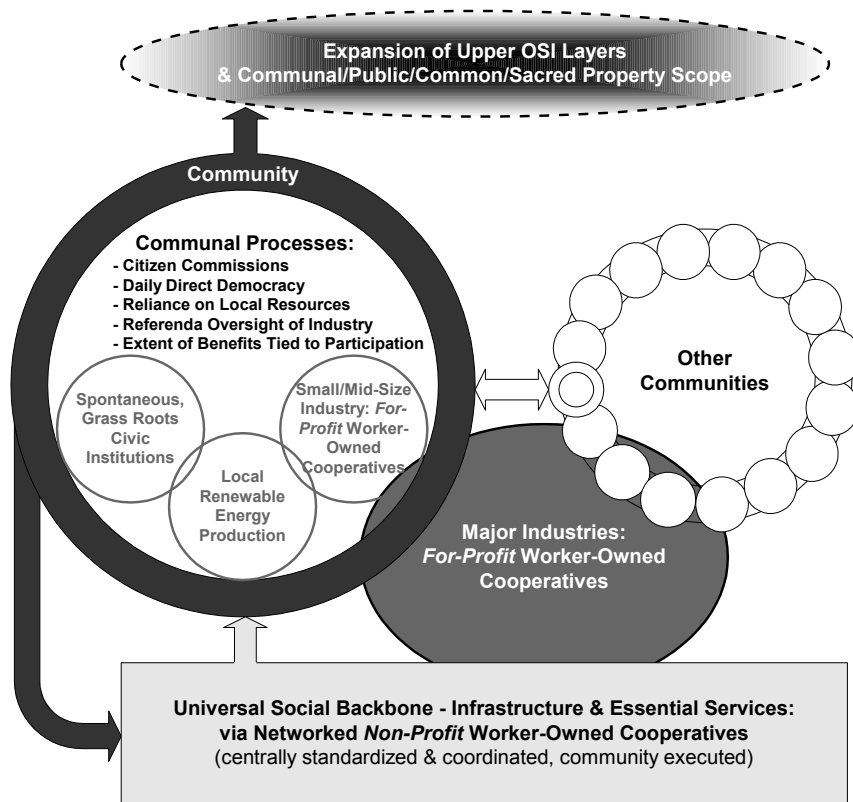 Expansion of Upper OSI Layers
& Communal/Public/Common/Sacred Property Scope
Community
Communal Processes:
- Citizen Commissions
- Daily Direct Democracy
- Reliance on Local Resources
- Referenda Oversight of Industry
- Extent of Benefits Tied to Participation
Spontaneous,
Grass Roots
Civic
Institutions
Local
Renewable
Energy
Production
Small/Mid-Size
Industry: For-
Profit Worker-
Owned
Cooperatives
Other
Communities
Major Industries:
For-Profit Worker-Owned
Cooperatives
Universal Social Backbone - Infrastructure & Essential Services:
via Networked Non-Profit Worker-Owned Cooperatives
(centrally standardized & coordinated, community executed)